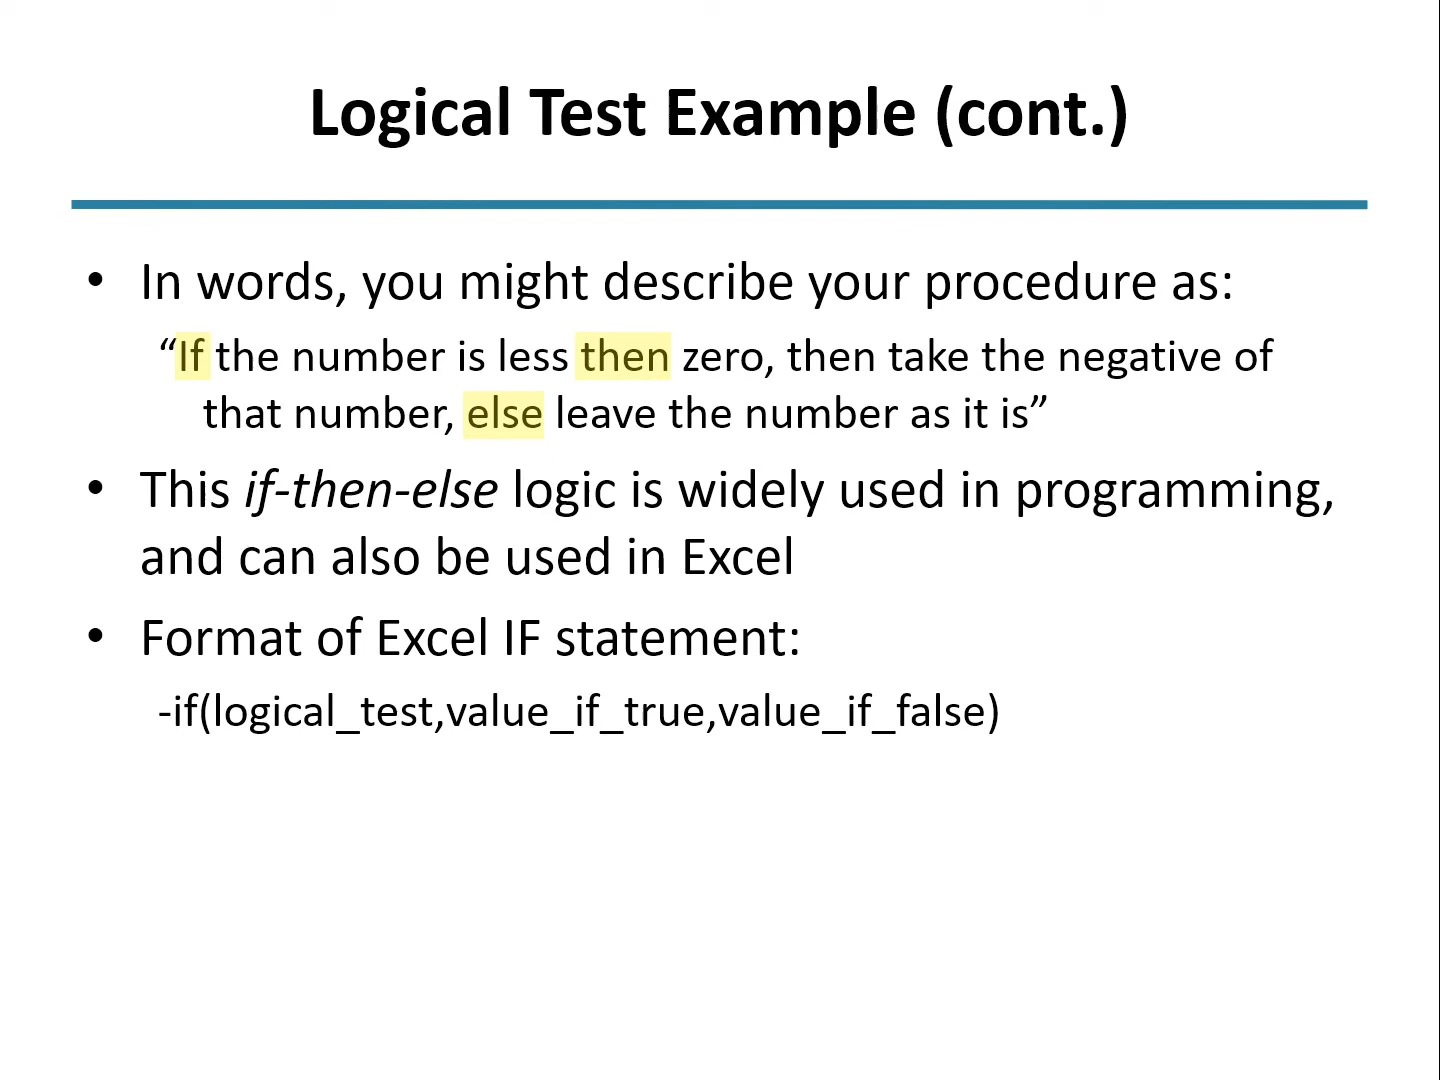 Logical Test Example (cont.)
• In words, you might describe your procedure as:
“If the number is less then zero, then take the negative of
that number, else leave the number as it is”
• This if-then-else logic is widely used in programming,
and can also be used in Excel
• Format of Excel IF statement:
-if(logical_test,value_if_true,value_if_false)